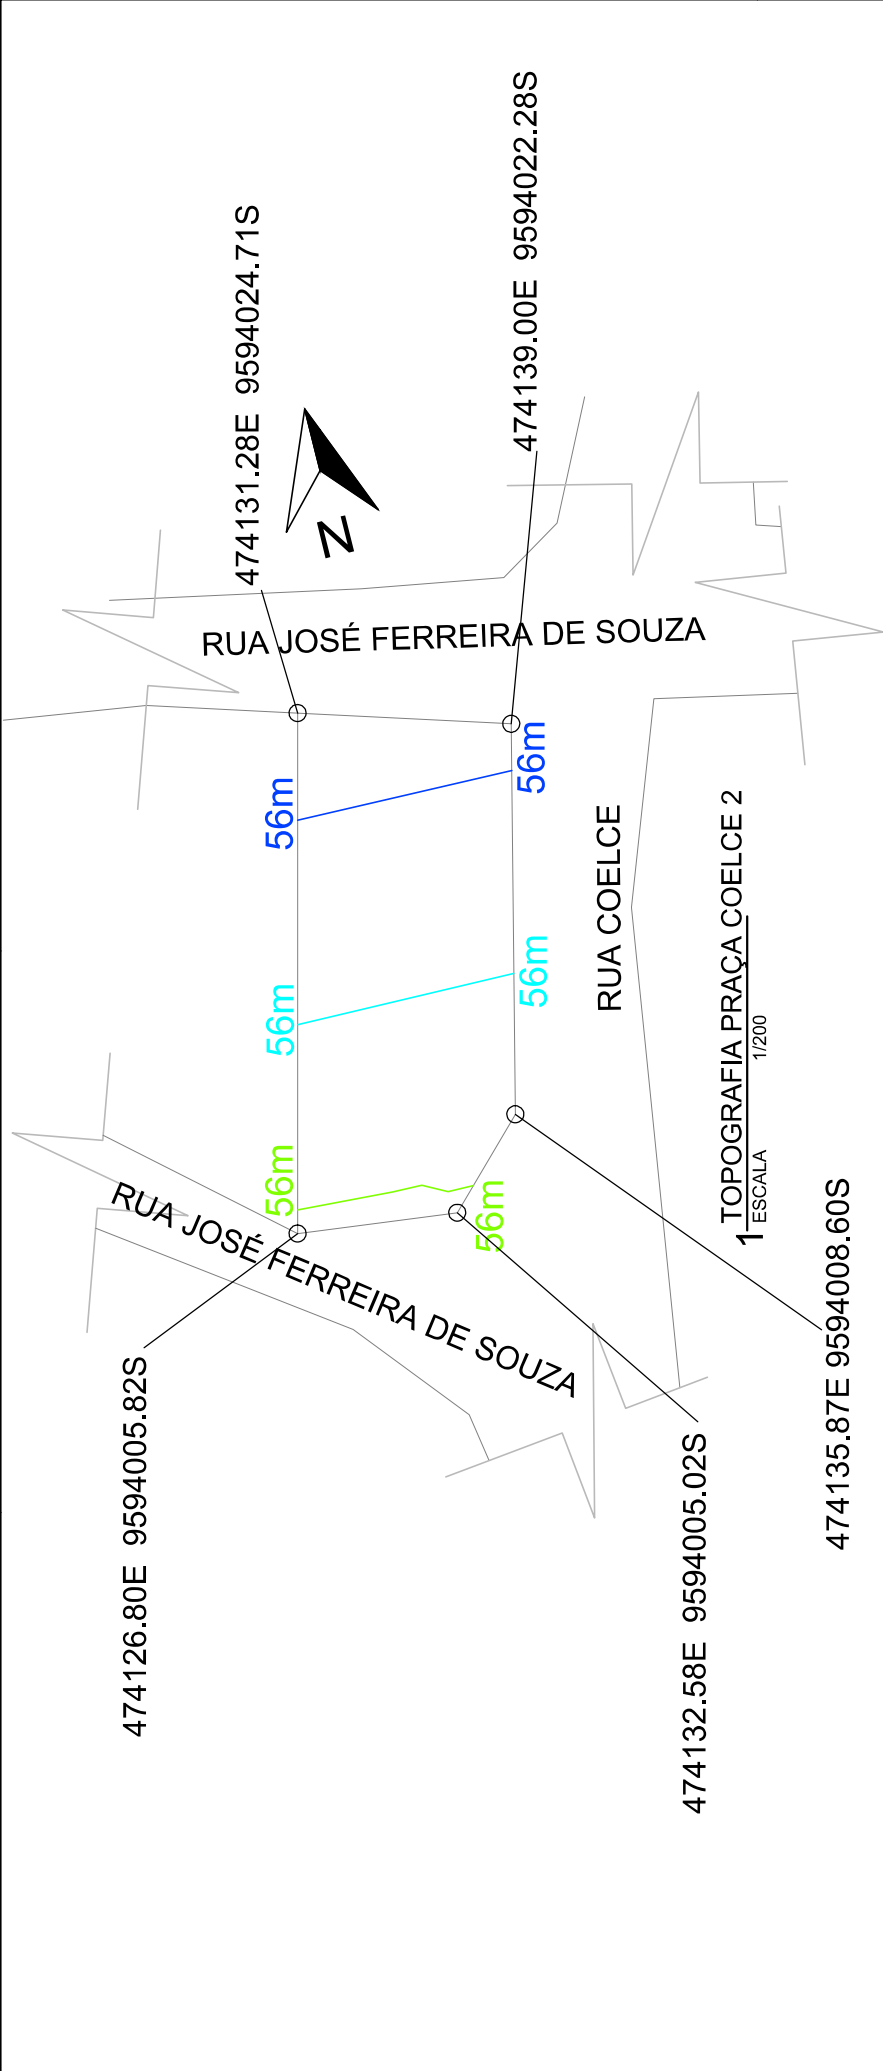 474131.28E 9594024.71S
474139.00E 9594022.28S
N
RUA JOSÉ FERREIRA DE SOUZA
56m
56m
RUA COELCE
56m
56m
56m
56m
RUA JOSÉ FERREIRA DE SOUZA
1
TOPOGRAFIA PRAÇA COELCE 2
ESCALA 1/200
474126.80E 9594005.82S
474132.58E 9594005.02S
474135.87E 9594008.60S